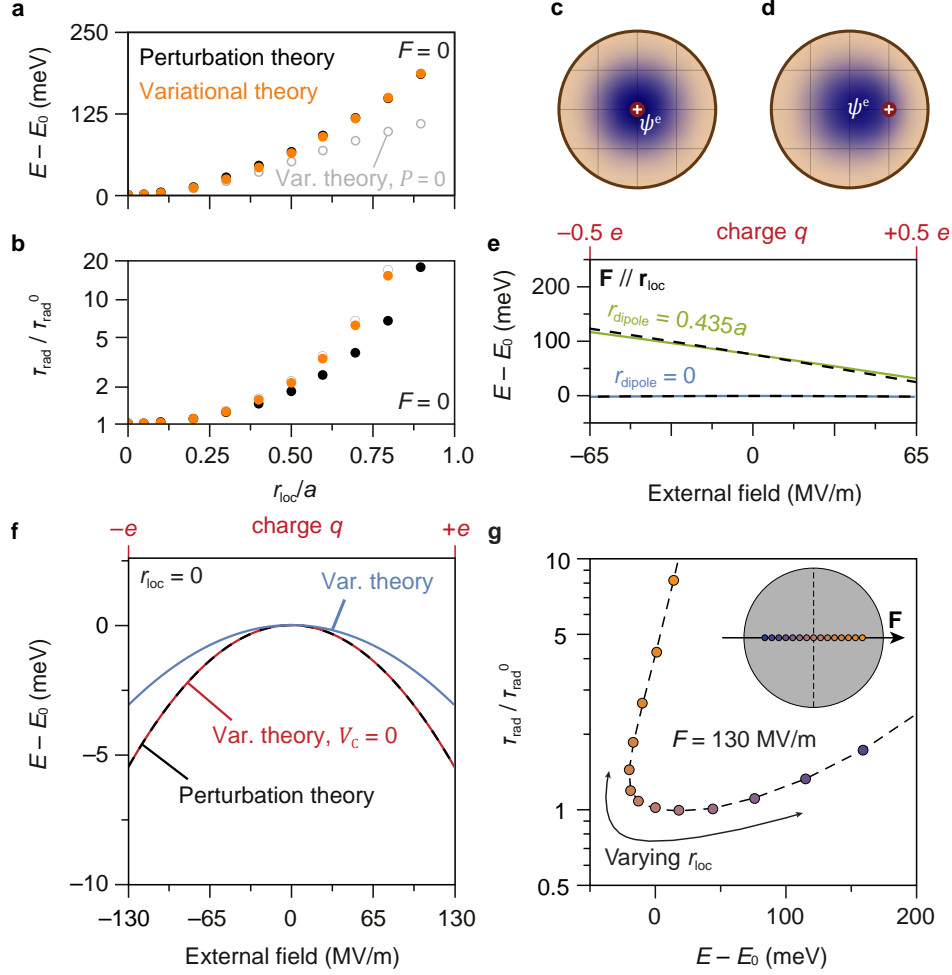 a
250
125
0
E – E₀ (meV)
Perturbation theory
Variational theory
F = 0
Var. theory, P = 0
b
20
10
5
2
1
τrad / τrad⁰
F = 0
0
0.25
0.50
0.75
1.0
rloc/a
c
ψᵉ
d
ψᵉ
e
charge q
–0.5 e
+0.5 e
200
100
0
E – E₀ (meV)
F // rloc
rdipole = 0.435a
rdipole = 0
–65
0
65
External field (MV/m)
f
charge q
–e
+e
rloc = 0
Var. theory
Var. theory, VC = 0
Perturbation theory
0
–5
–10
E – E₀ (meV)
–130
–65
0
65
130
External field (MV/m)
g
10
5
1
0.5
τrad / τrad⁰
F
F = 130 MV/m
Varying rloc
0
100
200
E – E₀ (meV)